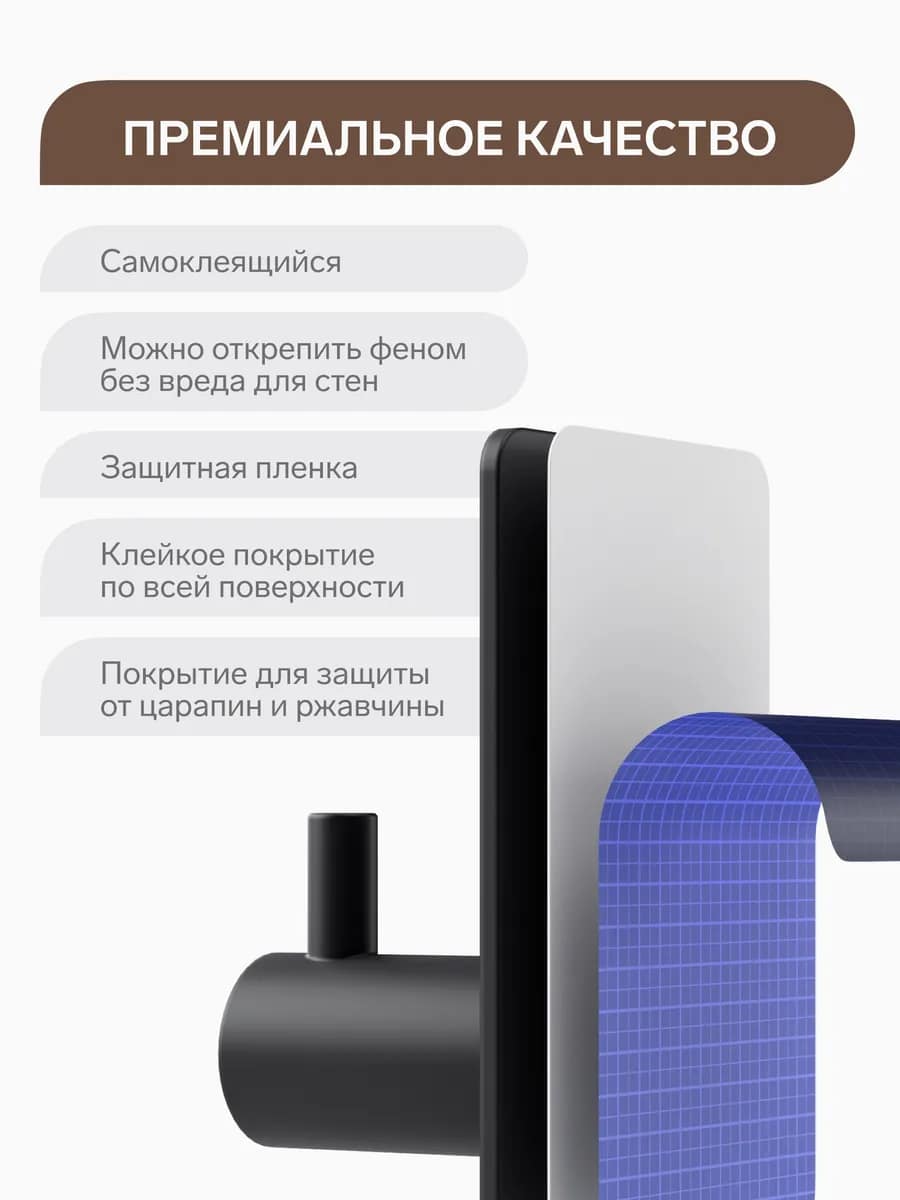 ПРЕМИАЛЬНОЕ КАЧЕСТВО
Самоклеящийся
Можно открепить феном
без вреда для стен
Защитная пленка
Клейкое покрытие
по всей поверхности
Покрытие для защиты
от царапин и ржавчины